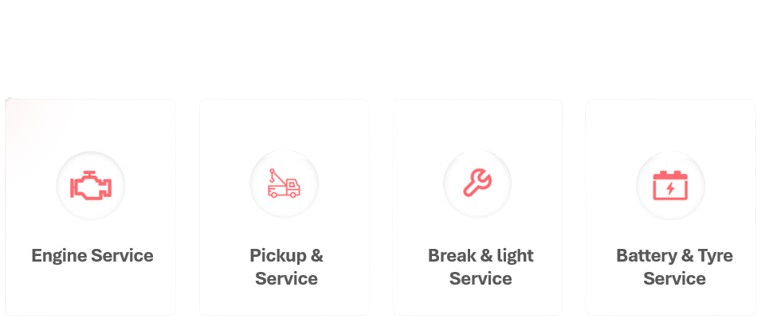 Engine Service
Pickup &
Service
Break & light
Service
Battery & Tyre
Service